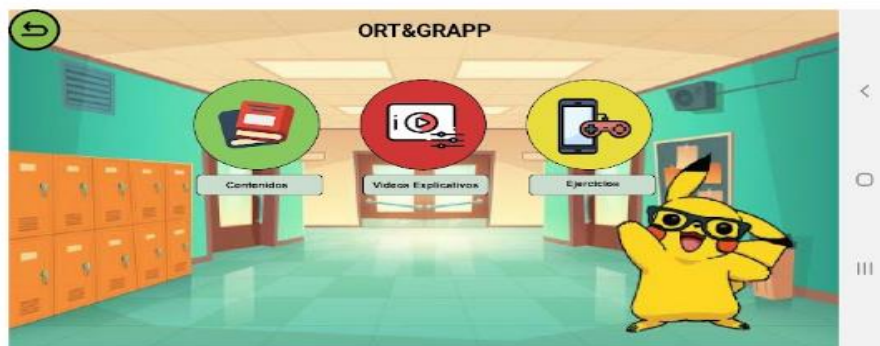 ORT&GRAPP
Contenidos
Videos Explicativos
Ejercicios